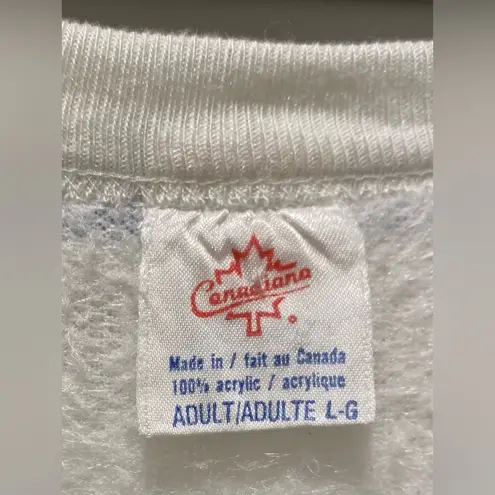 Canadiana
Made in / fait au Canada
100% acrylic / acrylique
ADULT/ADULTE L-G